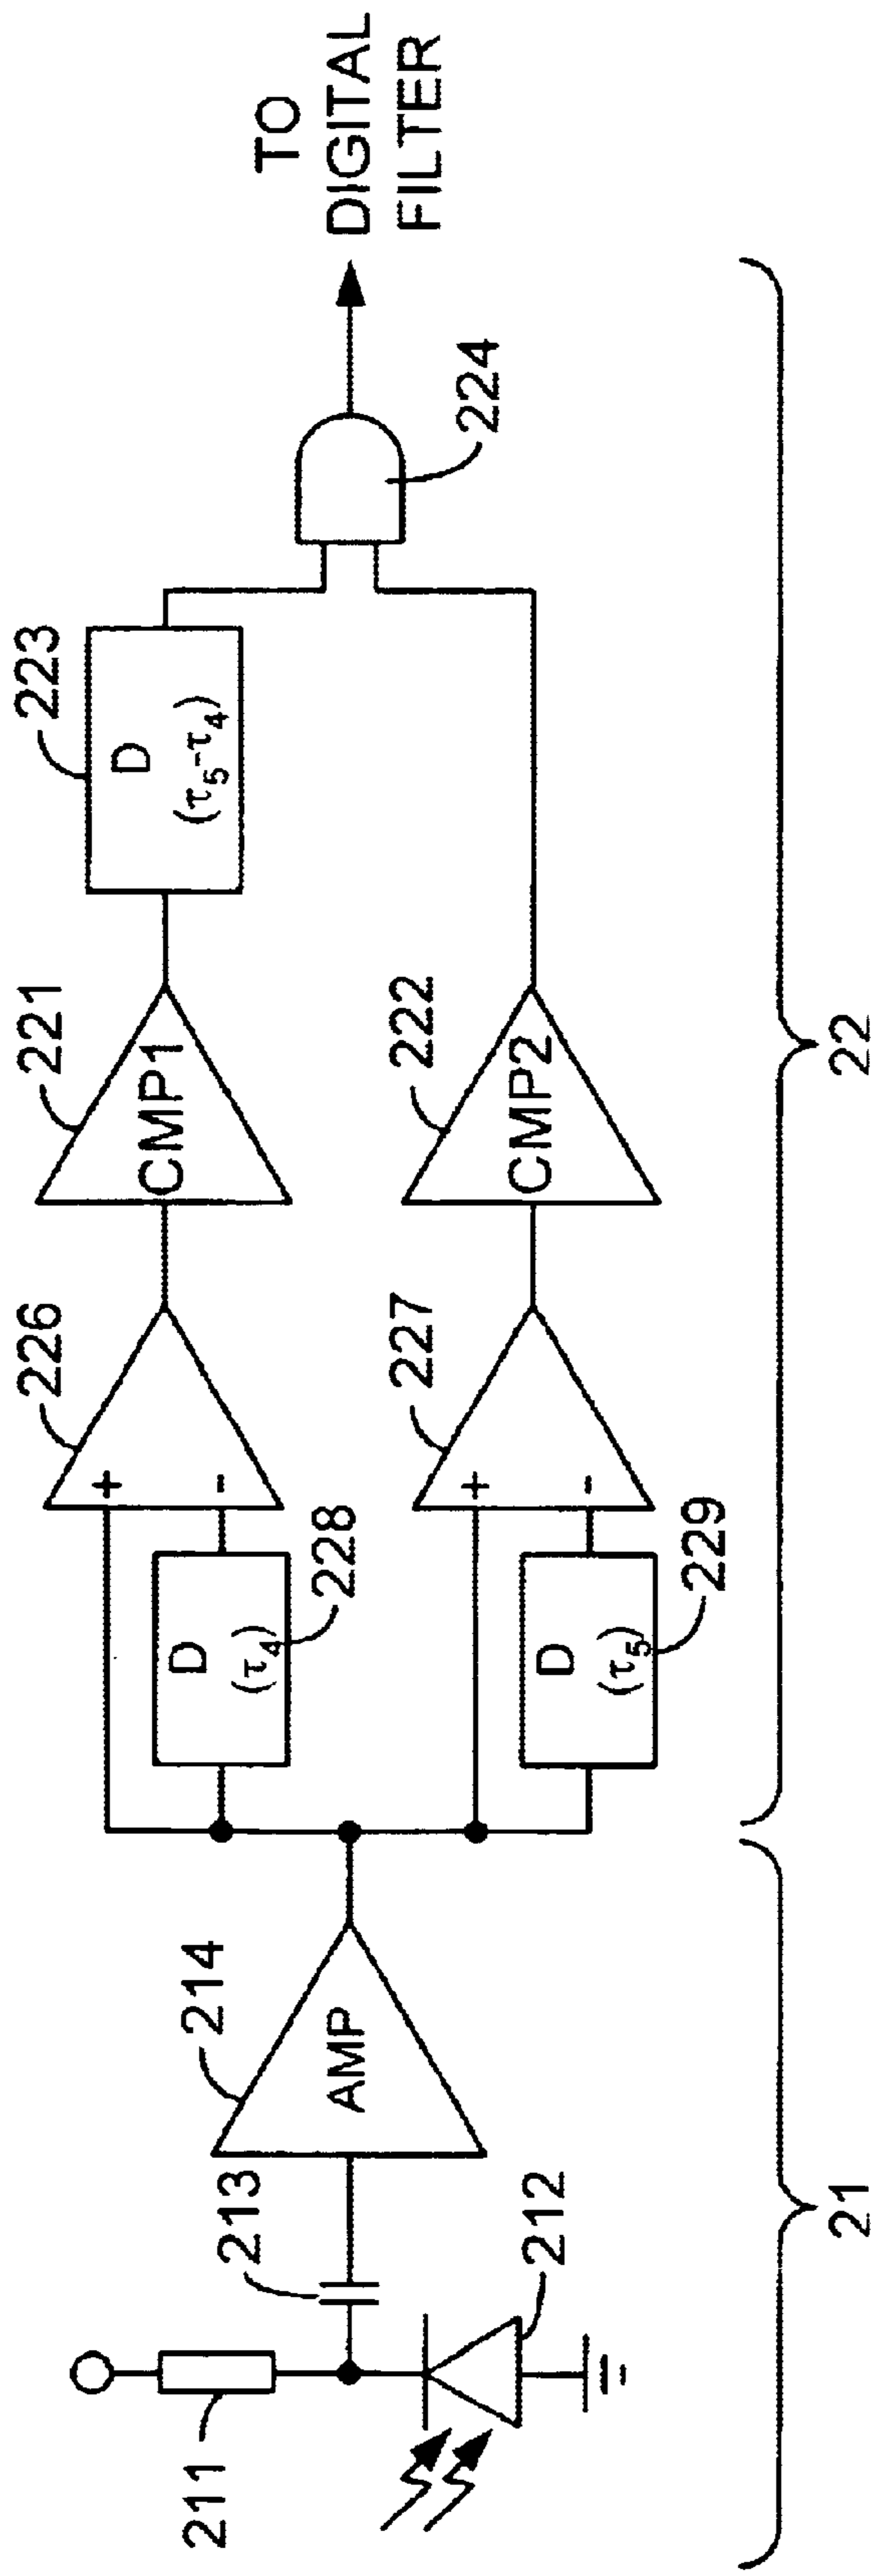 TO
DIGITAL
FILTER
223
D
(τ5-τ4)
224
221
CMP1
222
CMP2
226
+
-
227
+
-
D
(τ4)
228
D
(τ5)
229
214
AMP
213
212
211
21
22